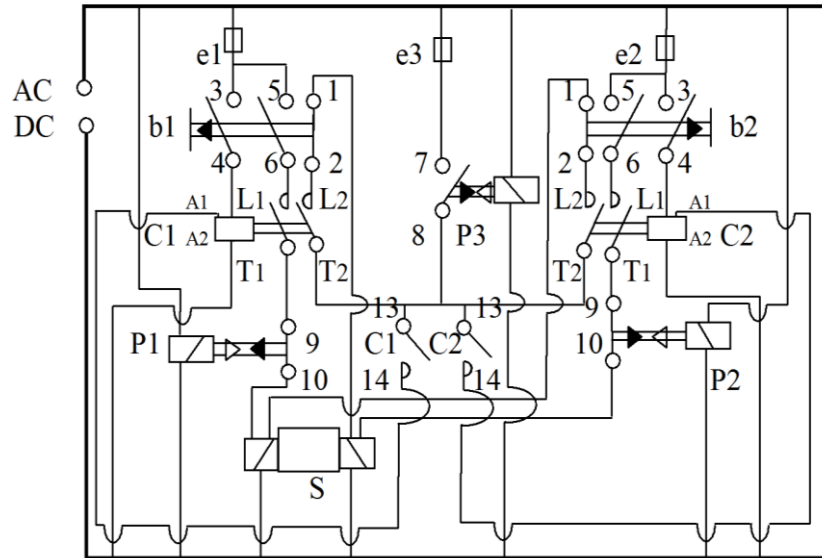 e1 e3 e2
AC 3 5 1 1 5 3
DC b1 b2
4 6 2 7 2 6 4
L1 L2 L2 L1
A1 A1
C1 A2 8 P3 A2 C2
T1 T2 T2 T1
13 13 9
P1 9 C1 C2 10
10 14 14 P2
S